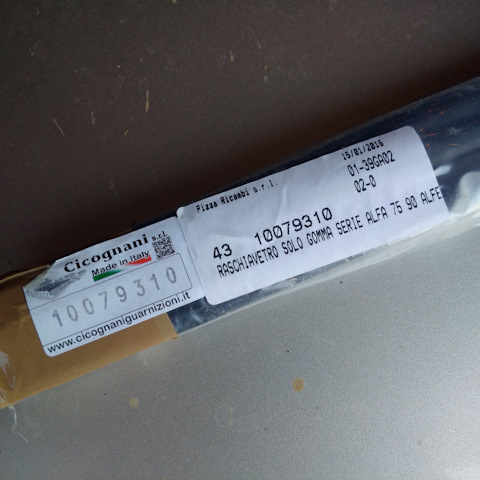 Cicognani s.r.l.
Made in Italy
10079310
www.cicognaniguarnizioni.it
Pizza Ricambi s.r.l.
15/01/2016
01-39GA02
02-0
43 10079310
RASCHIAVETRO SOLO GOMMA SERIE ALFA 75 90 ALFE